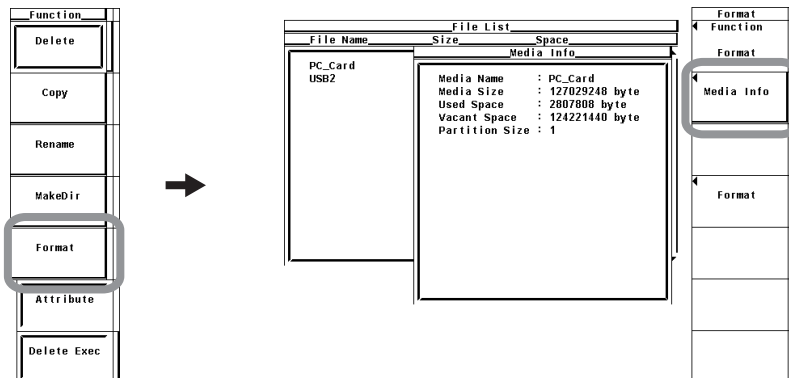 Function
Delete
Copy
Rename
MakeDir
Format
Attribute
Delete Exec
File List
File Name Size Space
PC_Card
USB2
Media Info
Media Name : PC_Card
Media Size : 127029248 byte
Used Space : 2807808 byte
Vacant Space : 124221440 byte
Partition Size : 1
Format
Function
Format
Media Info
Format